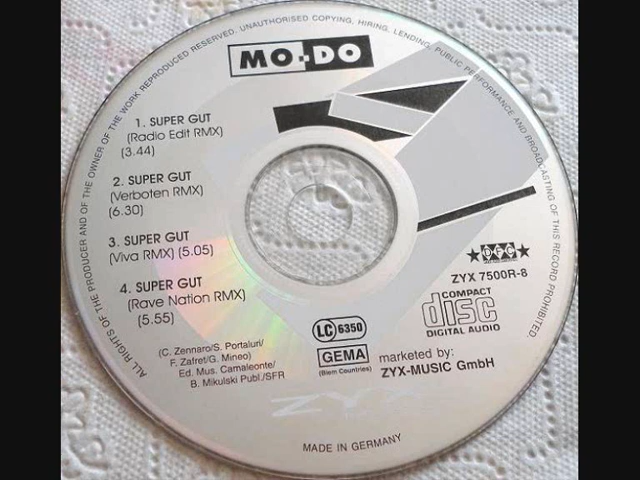 ALL RIGHTS OF THE PRODUCER AND OF THE OWNER OF THE WORK REPRODUCED RESERVED. UNAUTHORISED COPYING, HIRING, LENDING, PUBLIC PERFORMANCE AND BROADCASTING OF THIS RECORD PROHIBITED.
MO-DO
1. SUPER GUT
(Radio Edit RMX)
(3.44)
2. SUPER GUT
(Verboten RMX)
(6.30)
3. SUPER GUT
(Viva RMX) (5.05)
4. SUPER GUT
(Rave Nation RMX)
(5.55)
DFC
ZYX 7500R-8
COMPACT
disc
DIGITAL AUDIO
LC 6350
GEMA
(Biem Countries)
marketed by:
ZYX-MUSIC GmbH
(C. Zennaro/S. Portaluri/
F. Zafret/G. Mineo)
Ed. Mus. Camaleonte/
B. Mikulski Publ./SFR
ZYX
MADE IN GERMANY